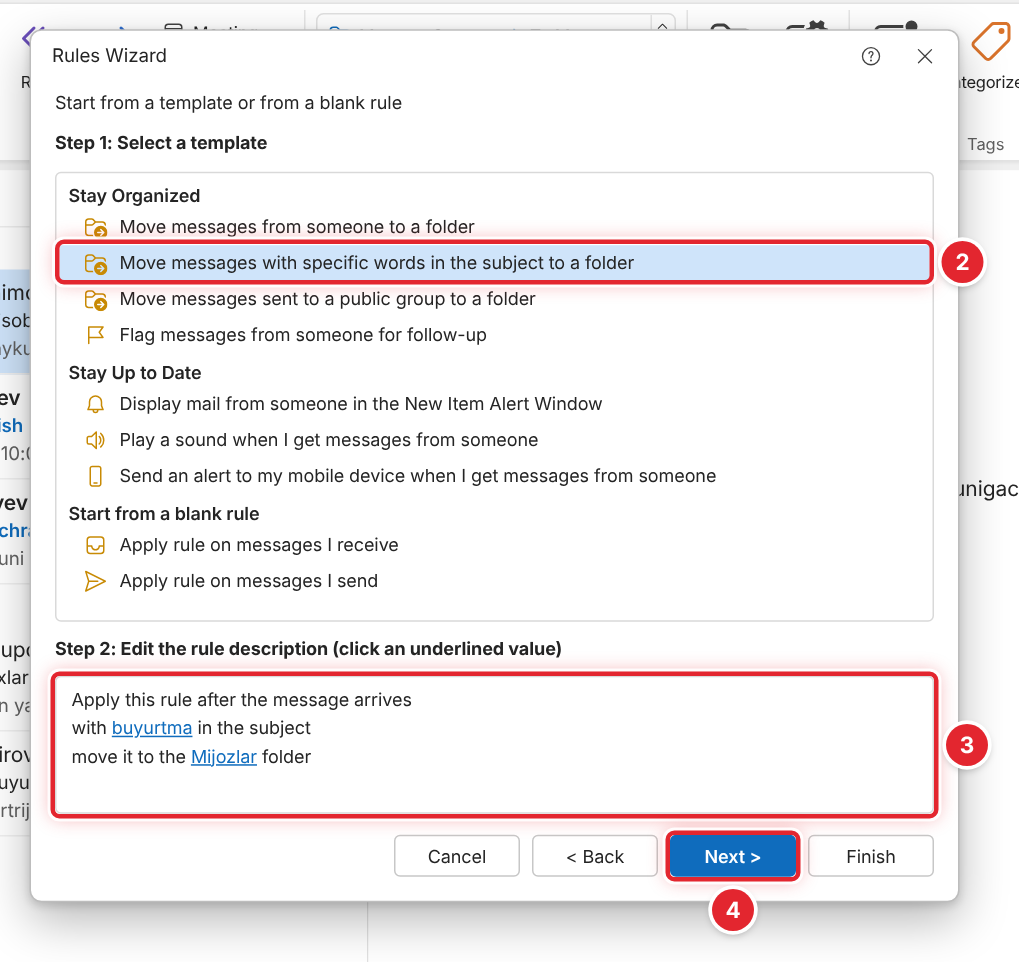 Rules Wizard
Start from a template or from a blank rule
Step 1: Select a template
Stay Organized
Move messages from someone to a folder
Move messages with specific words in the subject to a folder
2
Move messages sent to a public group to a folder
Flag messages from someone for follow-up
Stay Up to Date
Display mail from someone in the New Item Alert Window
Play a sound when I get messages from someone
Send an alert to my mobile device when I get messages from someone
Start from a blank rule
Apply rule on messages I receive
Apply rule on messages I send
Step 2: Edit the rule description (click an underlined value)
Apply this rule after the message arrives
with buyurtma in the subject
move it to the Mijozlar folder
3
Cancel
< Back
Next >
Finish
4
Tags